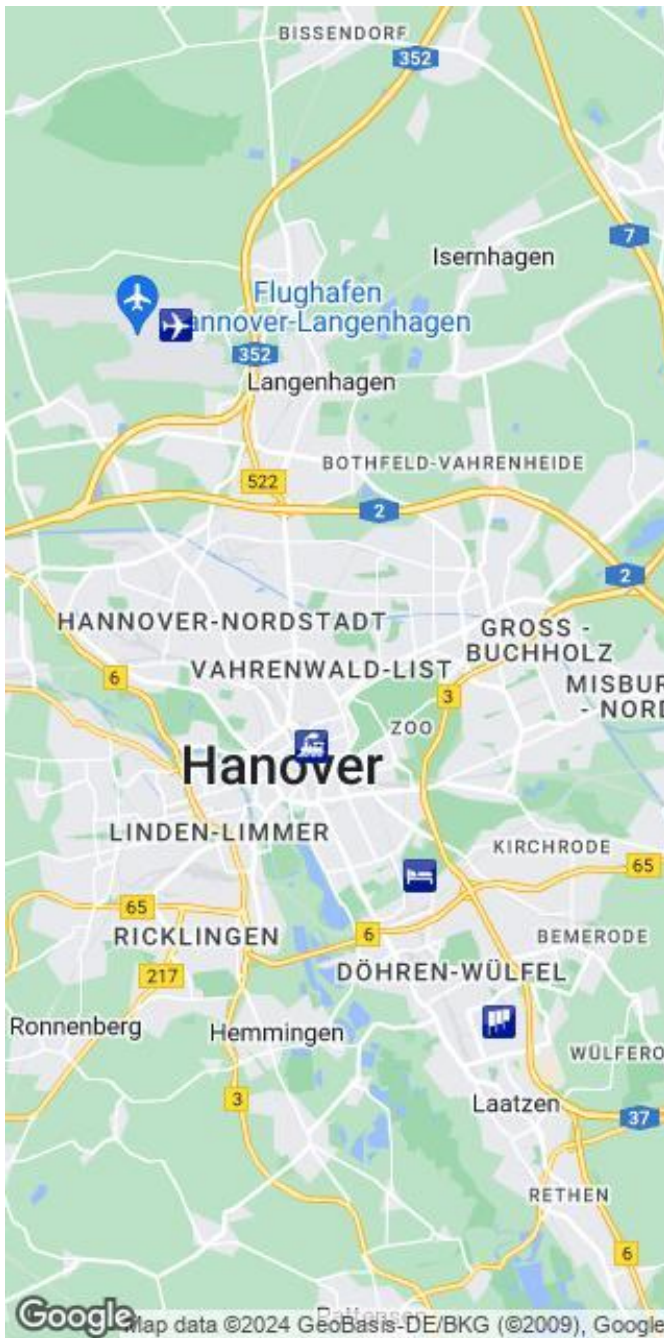 BISSENDORF
352
7
Isernhagen
Flughafen
annover-Langenhagen
352
Langenhagen
BOTHFELD-VAHRENHEIDE
522
2
2
HANNOVER-NORDSTADT
GROSS -
BUCHHOLZ
VAHRENWALD-LIST
6
3
MISBUR
- NORD
ZOO
Hanover
LINDEN-LIMMER
KIRCHRODE
65
65
6
RICKLINGEN
BEMERODE
217
DÖHREN-WÜLFEL
Ronnenberg
Hemmingen
WÜLFERO
3
Laatzen
37
RETHEN
6
Google
Map data ©2024 GeoBasis-DE/BKG (©2009), Google